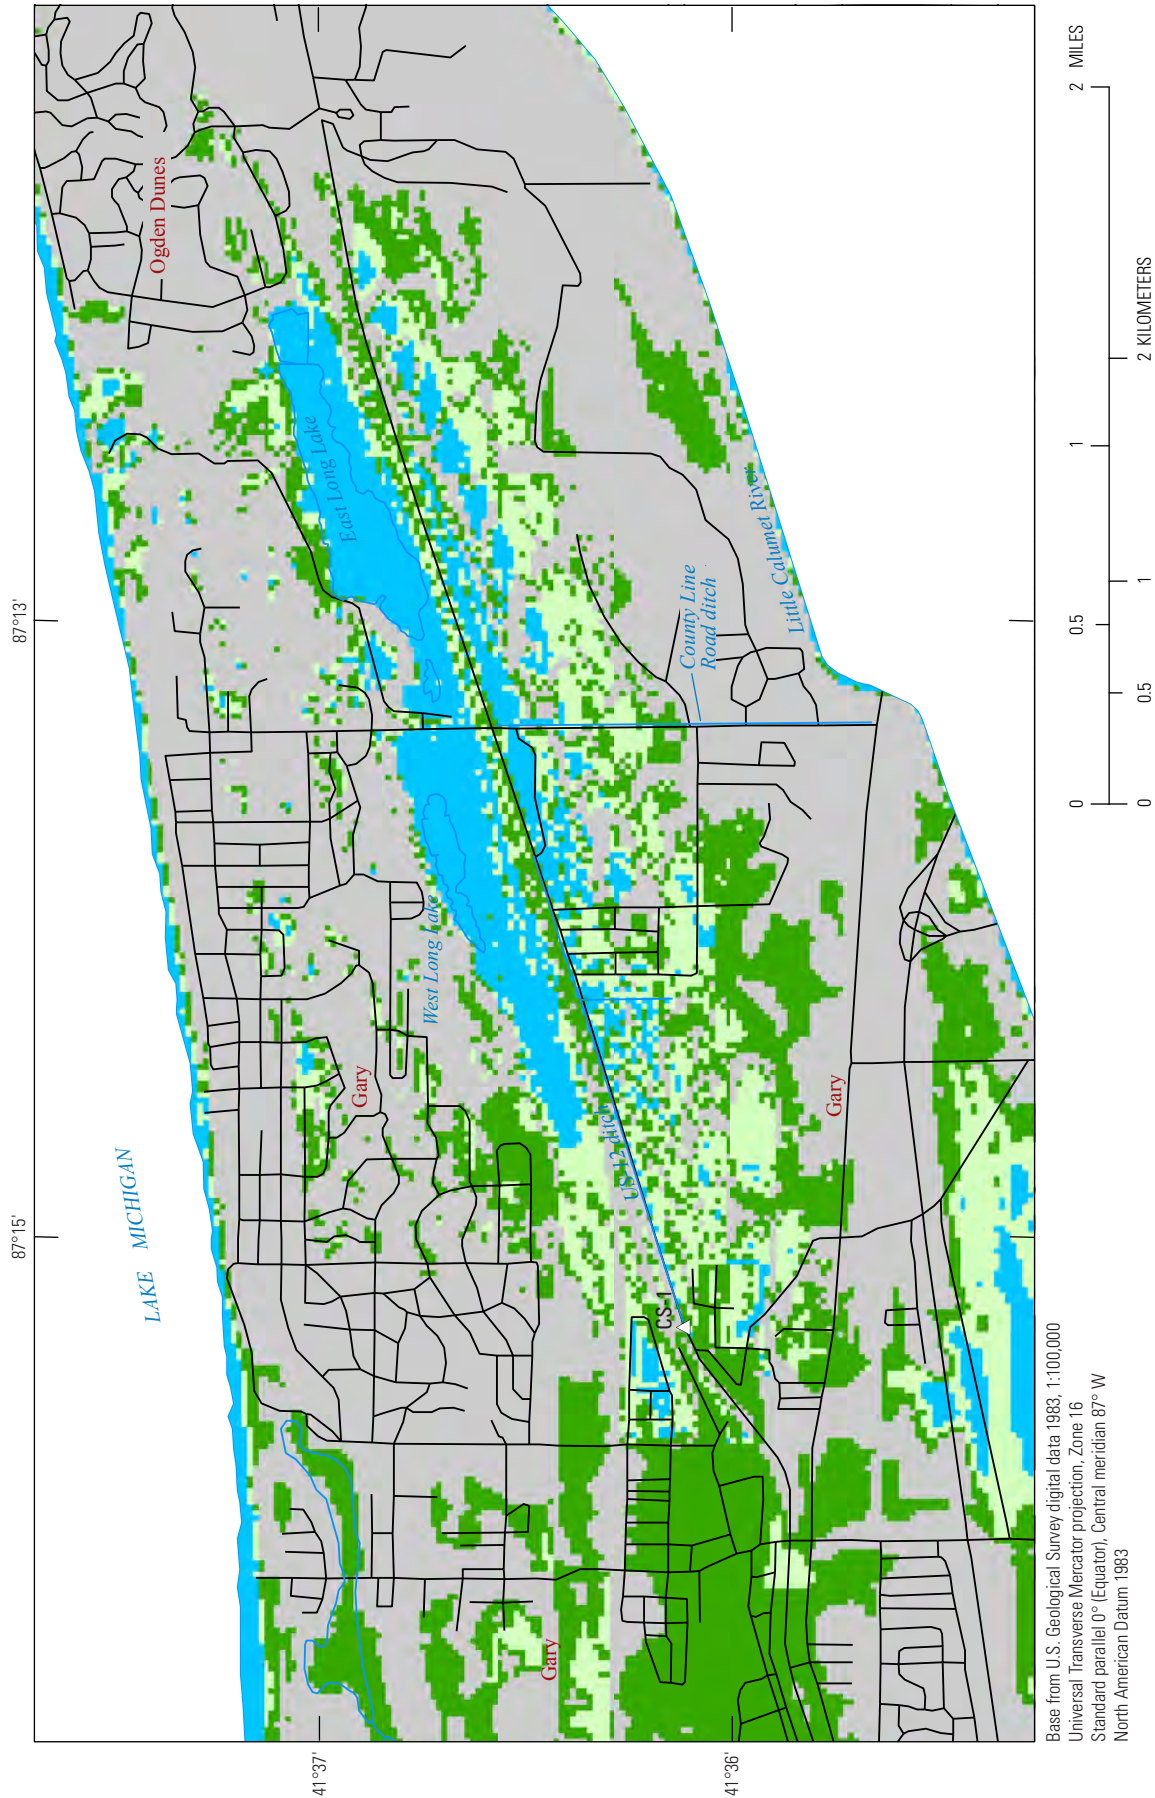 87°15'
87°13'
41°37'
41°36'
LAKE MICHIGAN
Ogden Dunes
East Long Lake
West Long Lake
Gary
Gary
Gary
US 12 ditch
CS-1
County Line
Road ditch
Little Calumet River
Base from U.S. Geological Survey digital data 1983, 1:100,000
Universal Transverse Mercator projection, Zone 16
Standard parallel 0° (Equator), Central meridian 87° W
North American Datum 1983
0 0.5 1 2 MILES
0 0.5 1 2 KILOMETERS